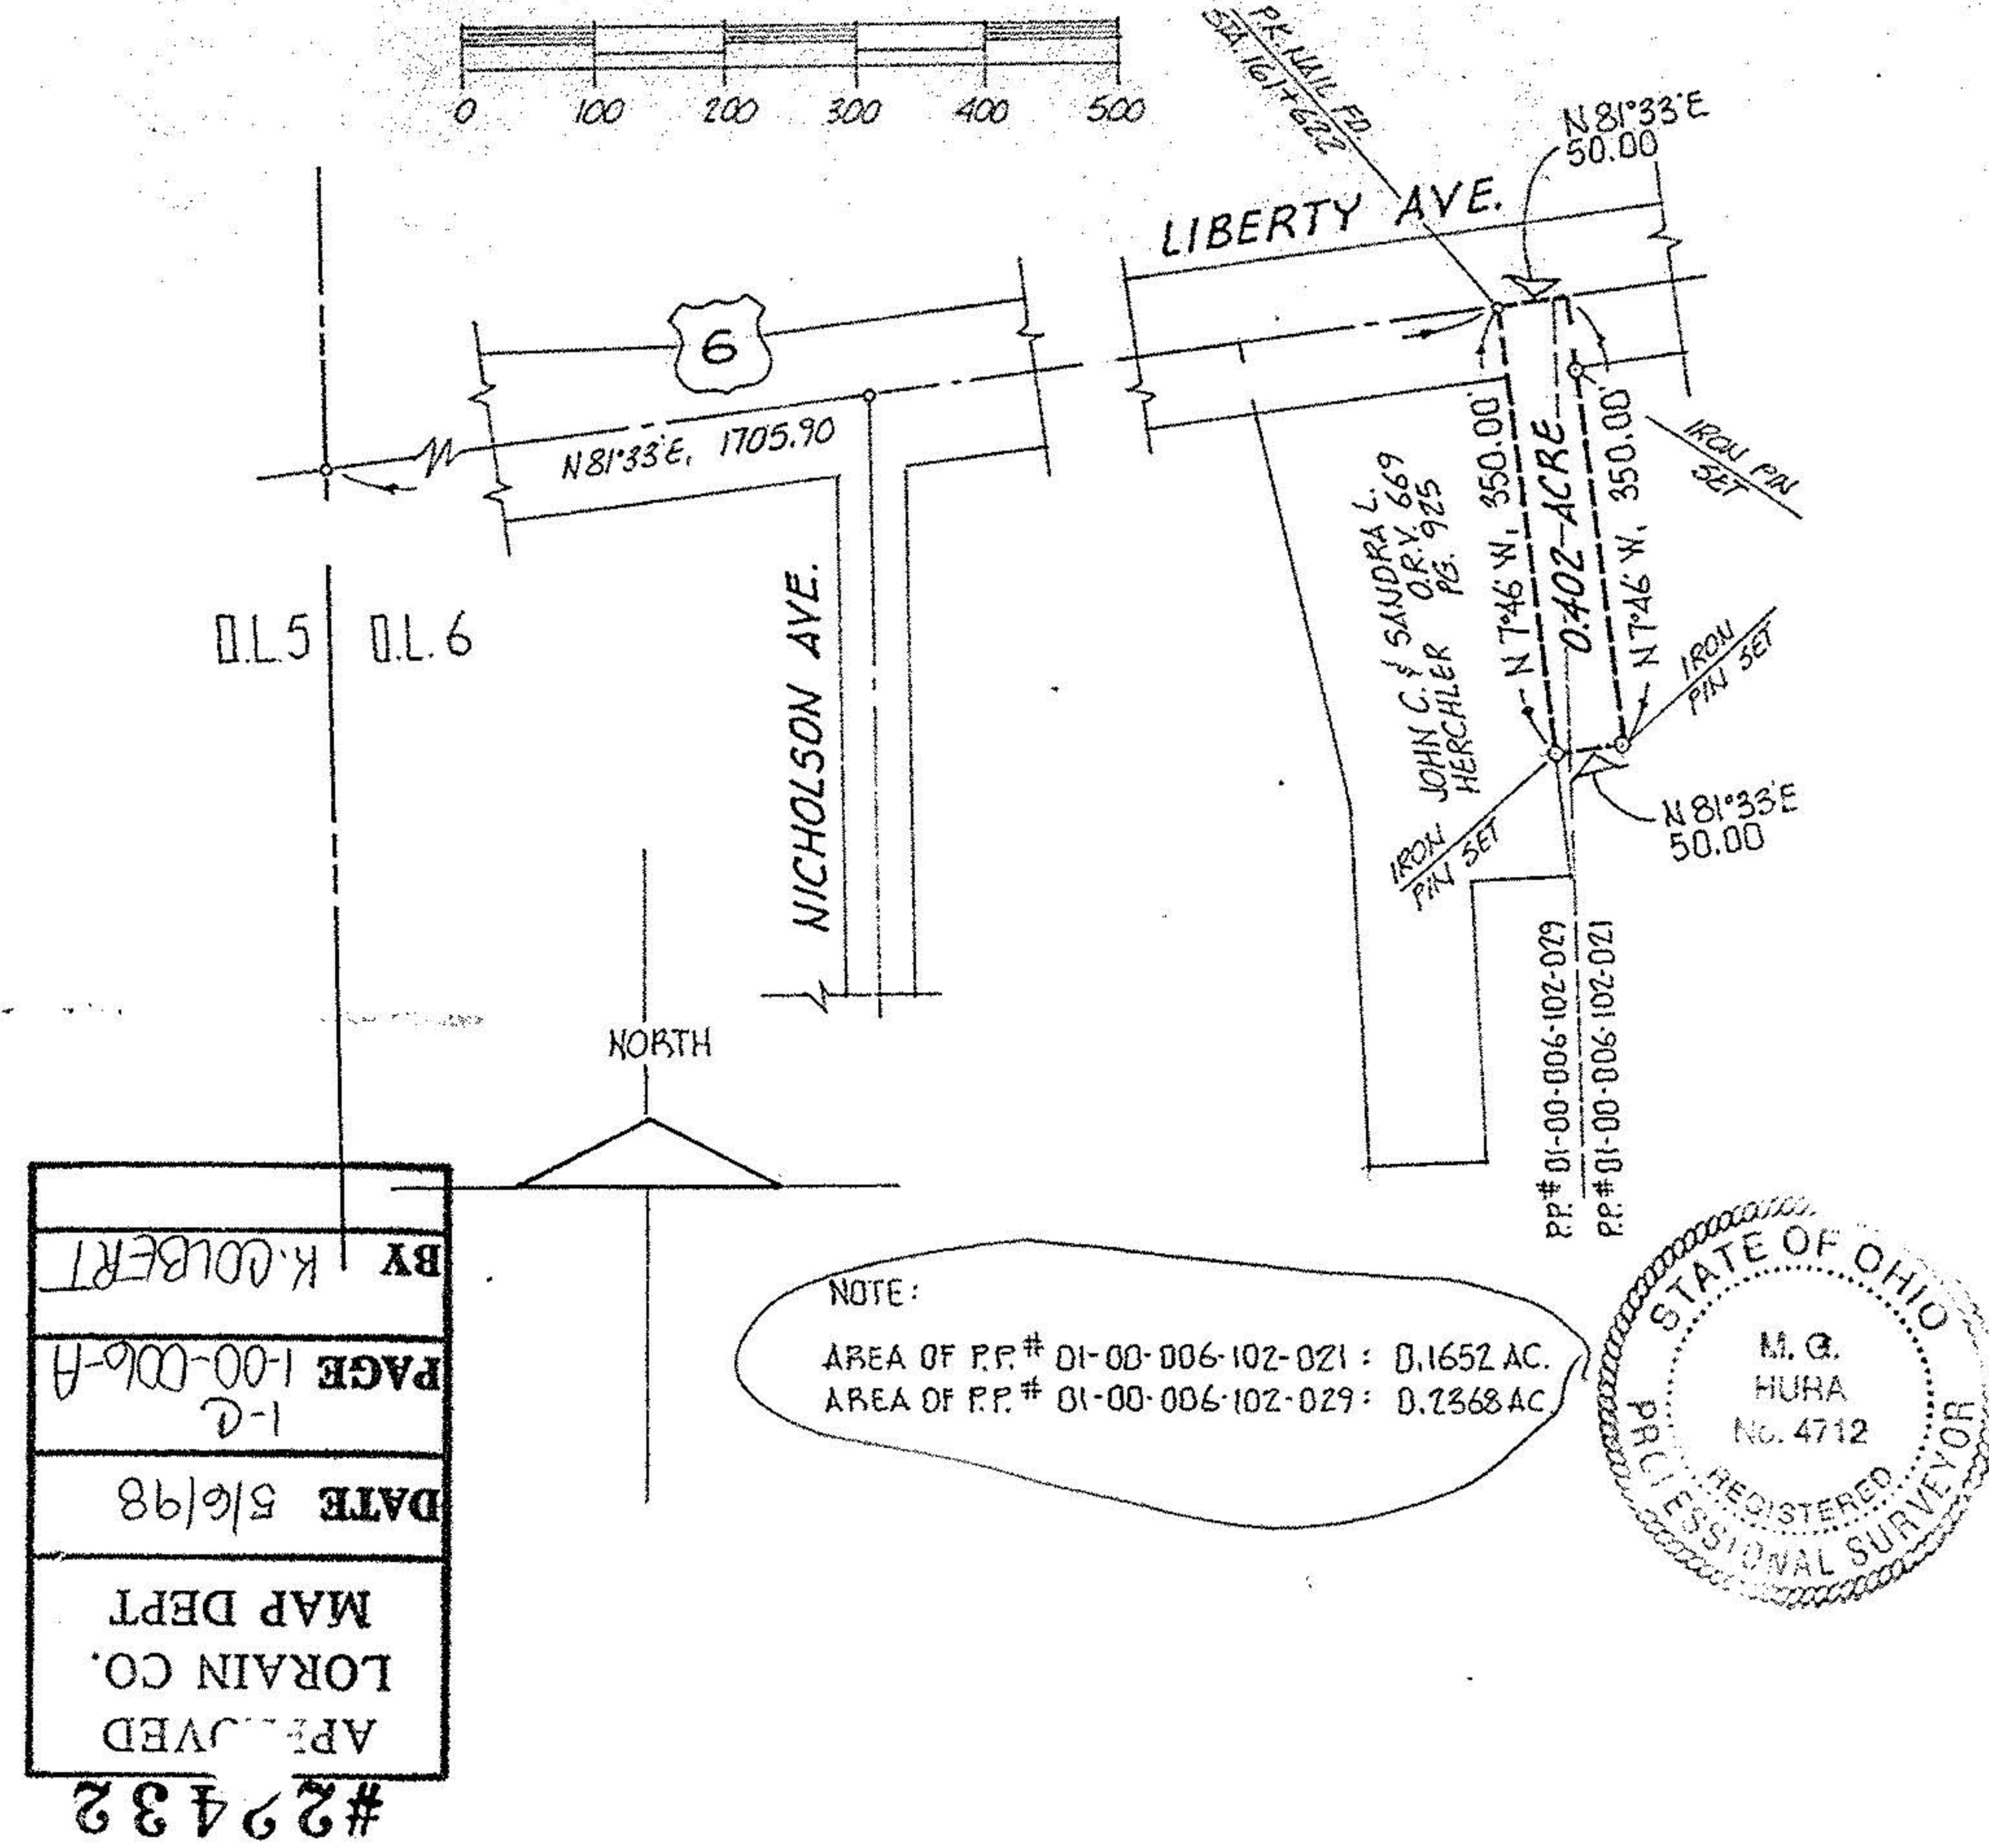 0 100 200 300 400 500
P.K. NAIL FD.
STA. 161+622
N 81°33'E
50.00
LIBERTY AVE.
6
N 81°33'E, 1705.90
O.L. 5
O.L. 6
NICHOLSON AVE.
JOHN C. & SANDRA L.
HERCHLER O.R.V. 669
PG. 925
N 7°46' W, 350.00'
0.402-ACRE
N 7°46' W, 350.00'
IRON PIN
SET
IRON
PIN SET
IRON
PIN SET
N 81°33'E
50.00
P.P.# 01-00-006-102-029
P.P.# 01-00-006-102-021
NORTH
NOTE:
AREA OF P.P.# 01-00-006-102-021: 0.1652 AC.
AREA OF P.P.# 01-00-006-102-029: 0.2368 AC.
STATE OF OHIO
M. G.
HURA
No. 4712
REGISTERED
PROFESSIONAL SURVEYOR
APPROVED
LORAIN CO.
MAP DEPT
DATE 5/6/98
PAGE 1-00-006-A
BY K. COLBERT